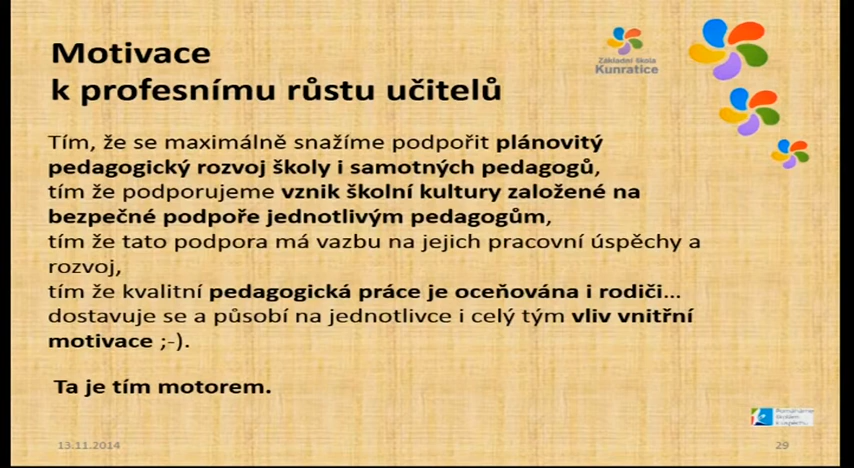 Motivace
k profesnímu růstu učitelů
Základní škola
Kunratice
Tím, že se maximálně snažíme podpořit plánovitý
pedagogický rozvoj školy i samotných pedagogů,
tím že podporujeme vznik školní kultury založené na
bezpečné podpoře jednotlivým pedagogům,
tím že tato podpora má vazbu na jejich pracovní úspěchy a
rozvoj,
tím že kvalitní pedagogická práce je oceňována i rodiči…
dostavuje se a působí na jednotlivce i celý tým vliv vnitřní
motivace ;-).
Ta je tím motorem.
Pomáháme
školám
k úspěchu
13.11.2014
29